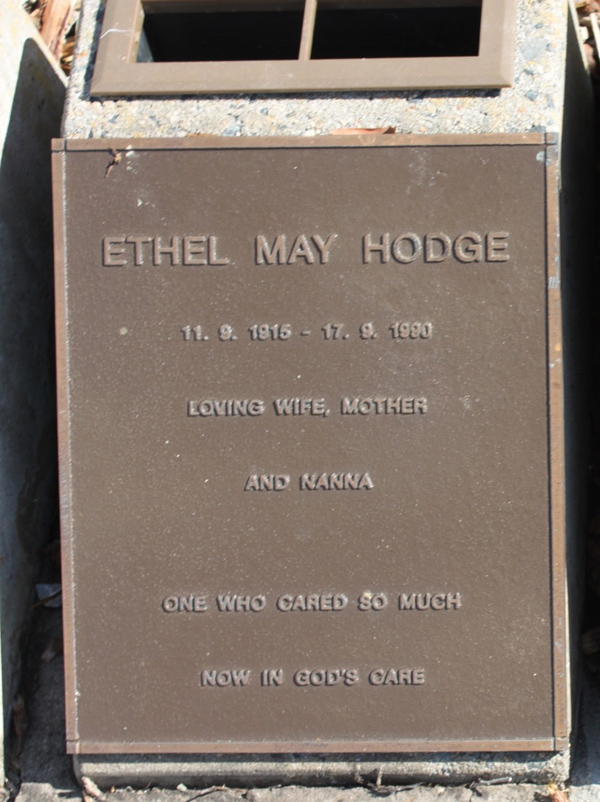 ETHEL MAY HODGE
11. 9. 1915 - 17. 9. 1990
LOVING WIFE, MOTHER
AND NANNA
ONE WHO CARED SO MUCH
NOW IN GOD'S CARE